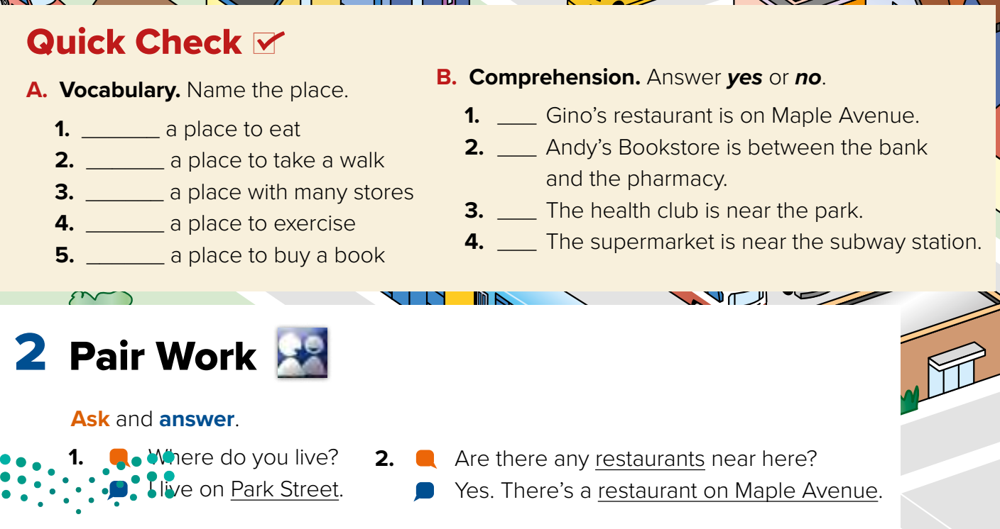 Quick Check
A. Vocabulary. Name the place.
1. _______ a place to eat
2. _______ a place to take a walk
3. _______ a place with many stores
4. _______ a place to exercise
5. _______ a place to buy a book
B. Comprehension. Answer yes or no.
1. ____ Gino’s restaurant is on Maple Avenue.
2. ____ Andy’s Bookstore is between the bank
and the pharmacy.
3. ____ The health club is near the park.
4. ____ The supermarket is near the subway station.
2 Pair Work
Ask and answer.
1. Where do you live?
I live on Park Street.
2. Are there any restaurants near here?
Yes. There’s a restaurant on Maple Avenue.